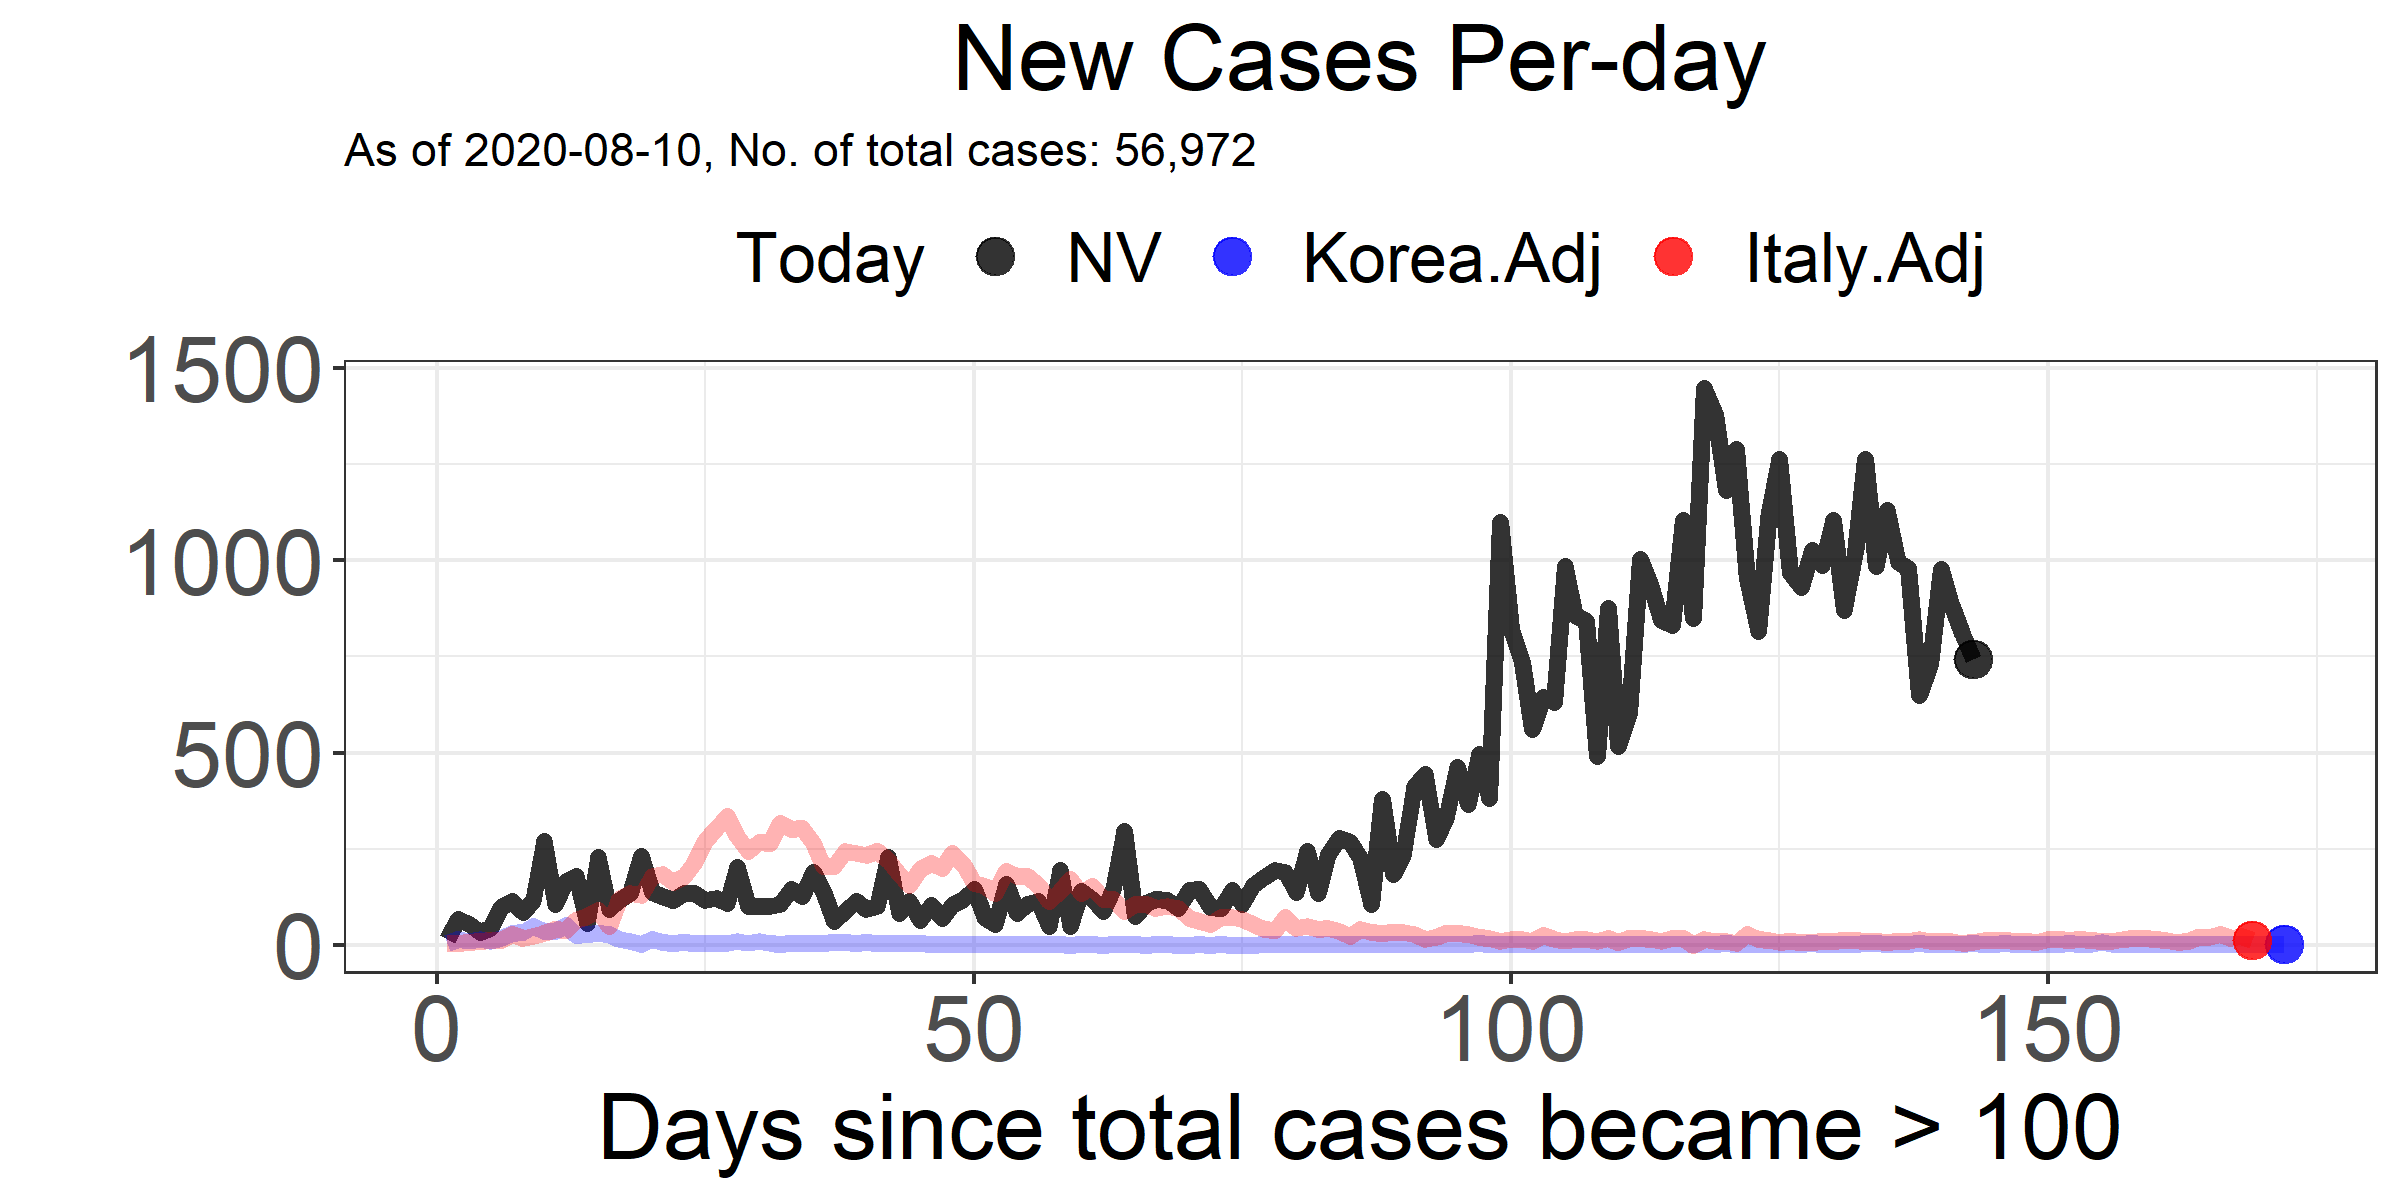 New Cases Per-day
As of 2020-08-10, No. of total cases: 56,972
Today NV Korea.Adj Italy.Adj
1500
1000
500
0
0 50 100 150
Days since total cases became > 100